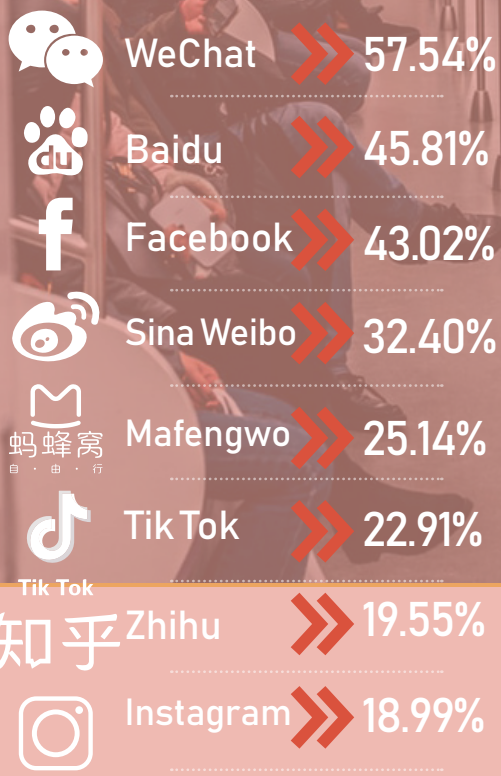 WeChat 57.54%
du Baidu 45.81%
f Facebook 43.02%
Sina Weibo 32.40%
蚂蜂窝 Mafengwo 25.14%
自·由·行
Tik Tok 22.91%
Tik Tok
知乎 Zhihu 19.55%
Instagram 18.99%